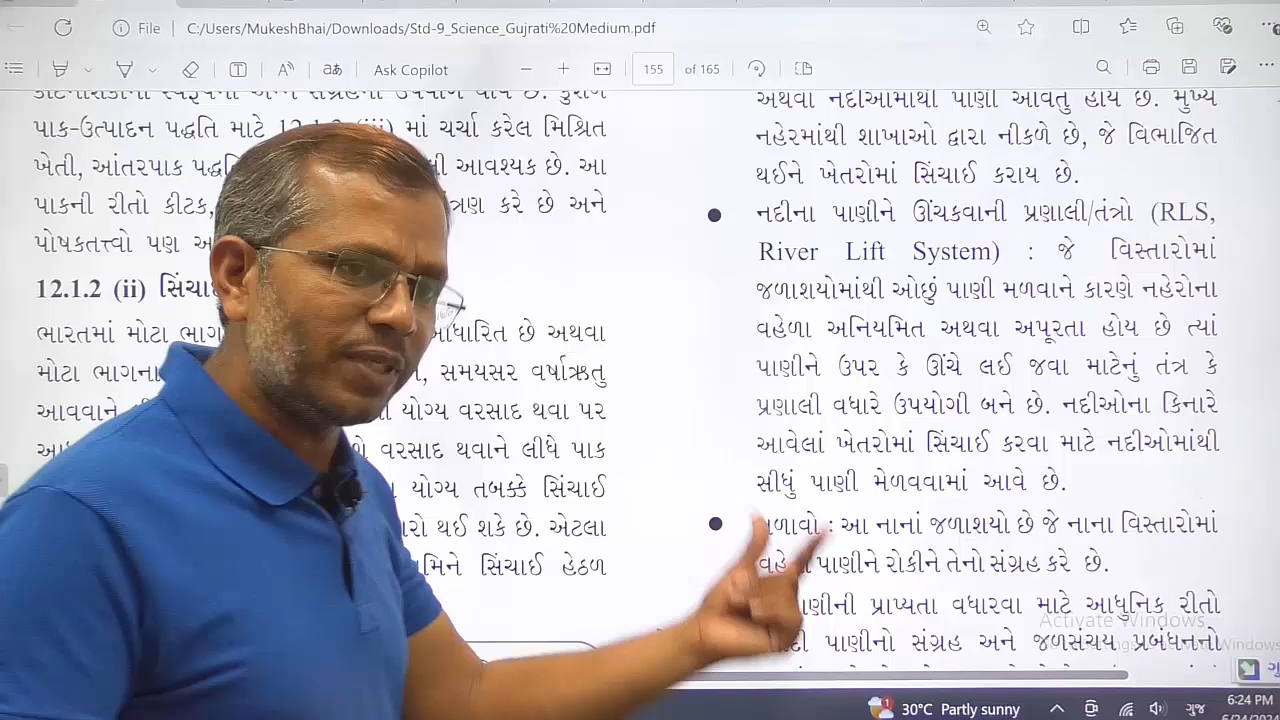 File C:/Users/MukeshBhai/Downloads/Std-9_Science_Gujrati%20Medium.pdf
Ask Copilot 155 of 165
પાક-ઉત્પાદન પદ્ધતિ માટે માં ચર્ચા કરેલ મિશ્રિત
ખેતી, આંતરપાક આવશ્યક છે. આ
પાકની રીતો કીટક, કરે છે અને
પોષકતત્ત્વો પણ
12.1.2 (ii)
ભારતમાં મોટા આધારિત છે અથવા
મોટા ભાગના સમયસર વર્ષાઋતુ
આવવાને યોગ્ય વરસાદ થવા પર
વરસાદ થવાને લીધે પાક
યોગ્ય તબક્કે સિંચાઈ
થઈ શકે છે. એટલા
સિંચાઈ હેઠળ
અથવા નદીઓમાંથી પાણી આવતું હોય છે. મુખ્ય
નહેરમાંથી શાખાઓ દ્વારા નીકળે છે, જે વિભાજિત
થઈને ખેતરોમાં સિંચાઈ કરાય છે.
● નદીના પાણીને ઊંચકવાની પ્રણાલી/તંત્રો (RLS,
River Lift System) : જે વિસ્તારોમાં
જળાશયોમાંથી ઓછું પાણી મળવાને કારણે નહેરોના
વહેળા અનિયમિત અથવા અપૂરતા હોય છે ત્યાં
પાણીને ઉપર કે ઊંચે લઈ જવા માટેનું તંત્ર કે
પ્રણાલી વધારે ઉપયોગી બને છે. નદીઓના કિનારે
આવેલાં ખેતરોમાં સિંચાઈ કરવા માટે નદીઓમાંથી
સીધું પાણી મેળવવામાં આવે છે.
● : આ નાનાં જળાશયો છે જે નાના વિસ્તારોમાં
પાણીને રોકીને તેનો સંગ્રહ કરે છે.
પ્રાપ્યતા વધારવા માટે આધુનિક રીતો
પાણીનો સંગ્રહ અને જળસંચય પ્રબંધનનો
Activate Windows
30°C Partly sunny ગુજ 6:24 PM